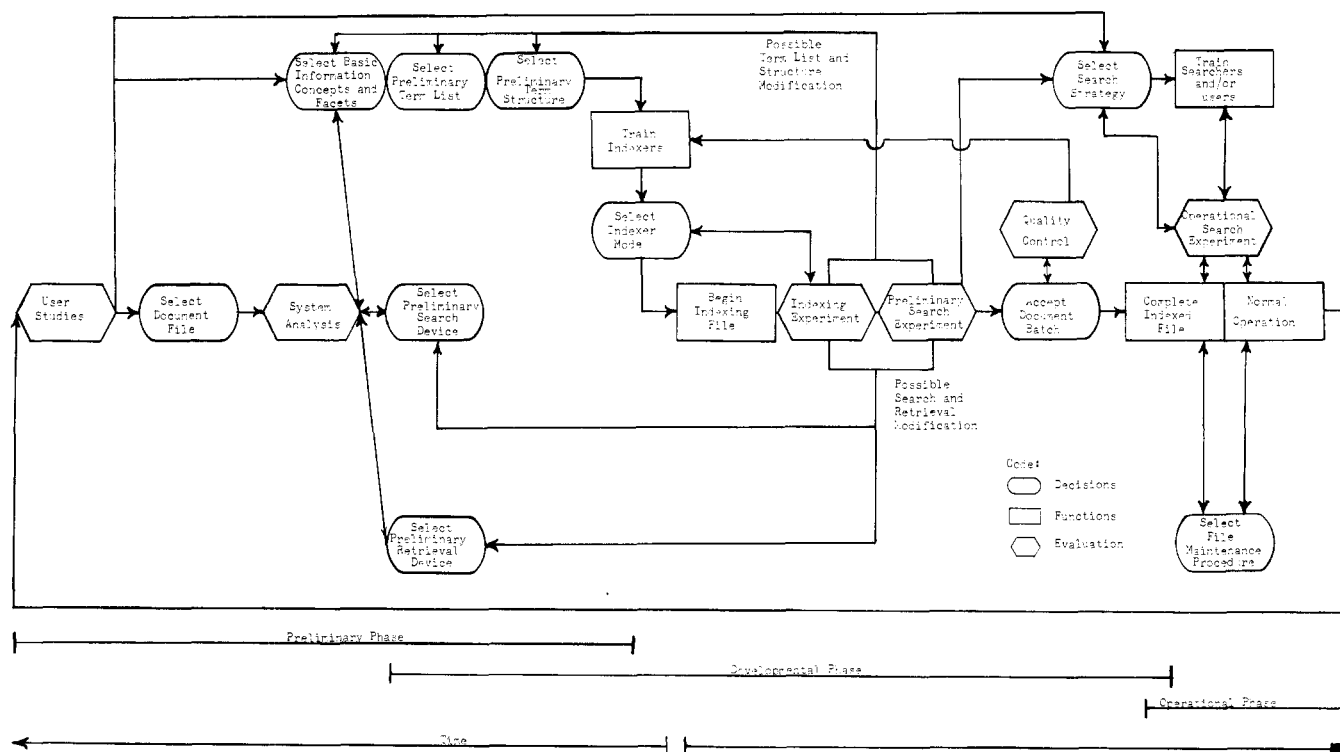 Select Basic
Information
Concepts and
Facets
Select
Preliminary
Term List
Select
Preliminary
Term
Structure
Possible
Term List and
Structure
Modification
Select
Search
Strategy
Train
Searchers
and/or
users
Train
Indexers
Select
Indexer
Mode
Quality
Control
Operational
Search
Experiment
User
Studies
Select
Document
File
System
Analysis
Select
Preliminary
Search
Device
Begin
Indexing
File
Indexing
Experiment
Preliminary
Search
Experiment
Accept
Document
Batch
Complete
Indexed
File
Normal
Operation
Possible
Search and
Retrieval
Modification
Code:
Decisions
Functions
Evaluation
Select
Preliminary
Retrieval
Device
Select
File
Maintenance
Procedure
Preliminary Phase
Developmental Phase
Operational Phase
Time